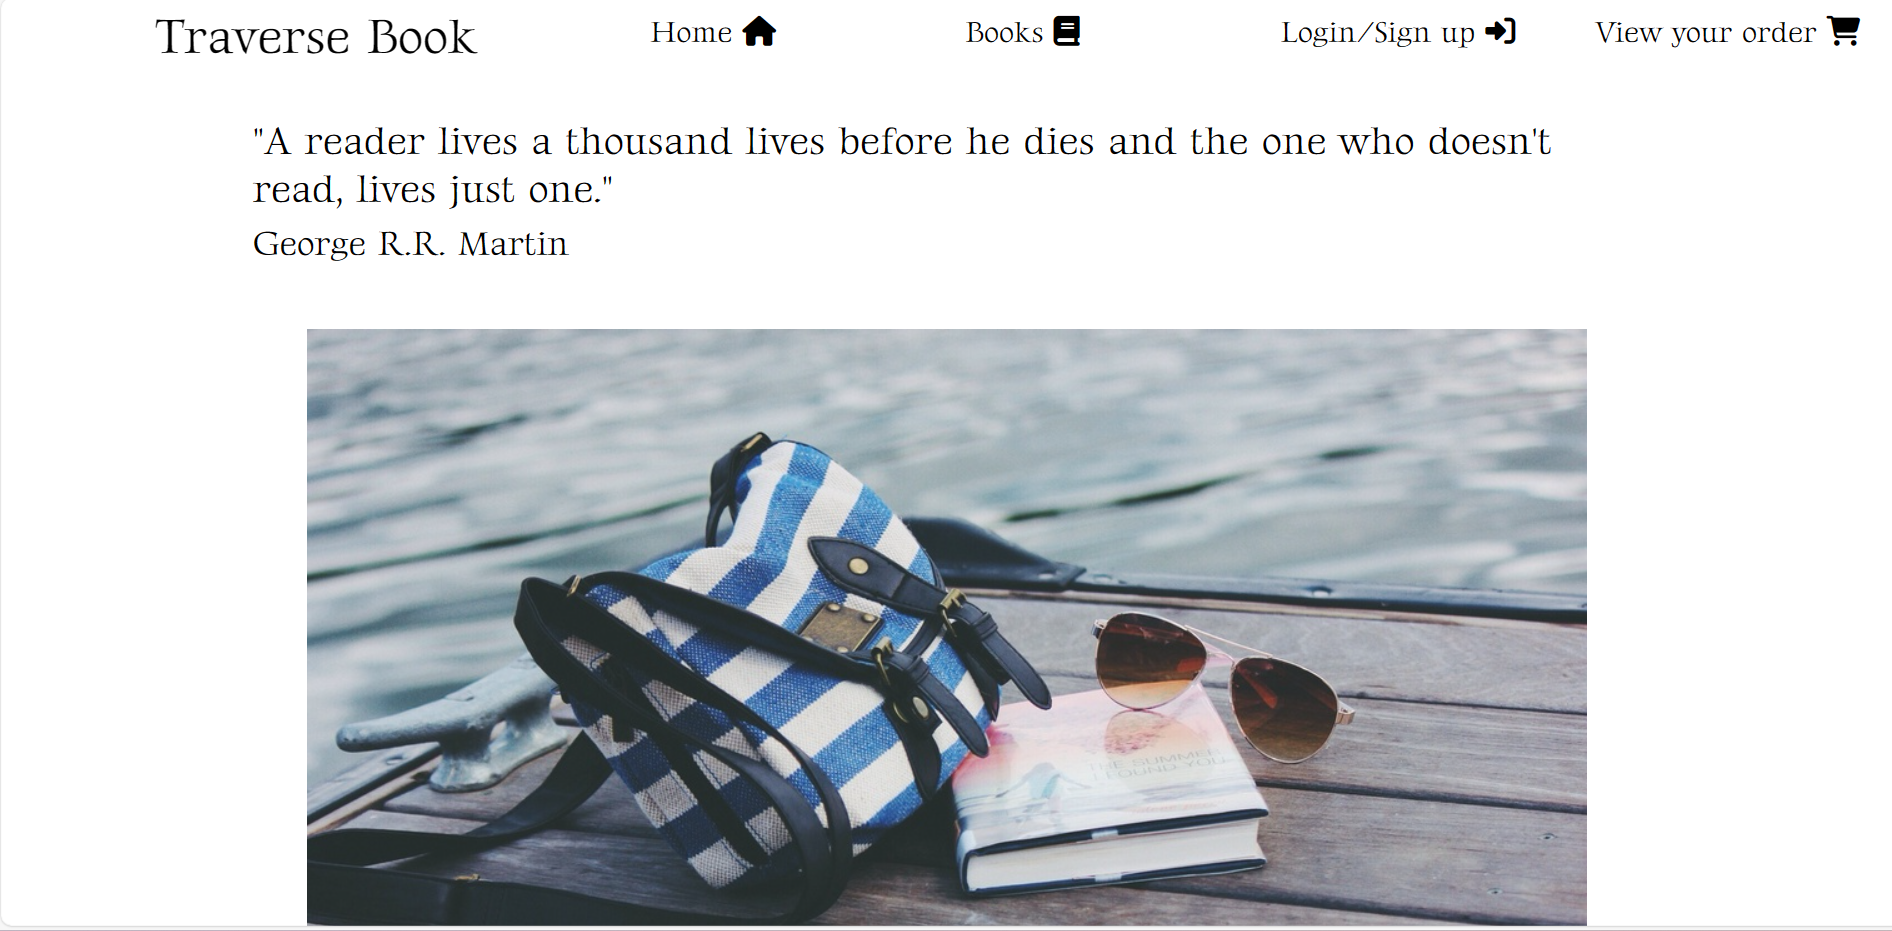 Traverse Book
Home
Books
Login/Sign up
View your order
"A reader lives a thousand lives before he dies and the one who doesn't
read, lives just one."
George R.R. Martin
THE SUMMER
I FOUND YOU